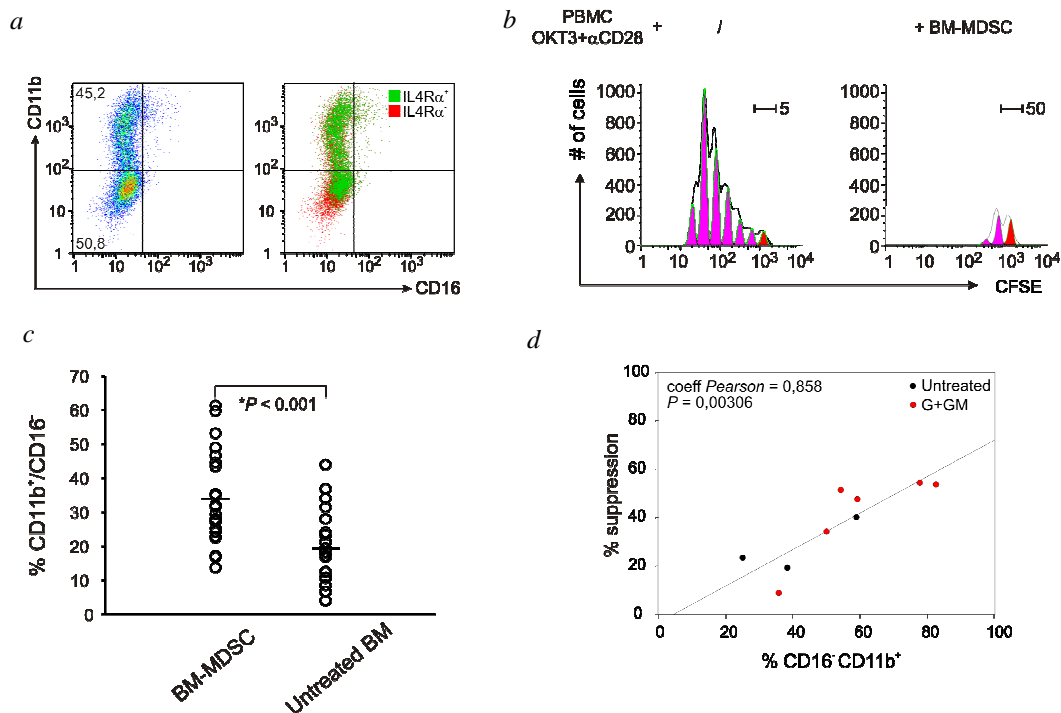 a
CD11b
45,2
50,8
10³
10²
10
1
1 10 10² 10³
IL4Rα⁺
IL4Rα⁻
10³
10²
10
1
1 10 10² 10³
CD16
b
PBMC
OKT3+αCD28 + / + BM-MDSC
# of cells
1000
800
600
400
200
0
5
1 10 10² 10³ 10⁴
1000
800
600
400
200
0
50
1 10 10² 10³ 10⁴
CFSE
c
% CD11b⁺/CD16⁻
70
60
50
40
30
20
10
0
*P < 0.001
BM-MDSC
Untreated BM
d
% suppression
100
80
60
40
20
0
coeff Pearson = 0,858
P = 0,00306
Untreated
G+GM
0 20 40 60 80 100
% CD16⁻CD11b⁺